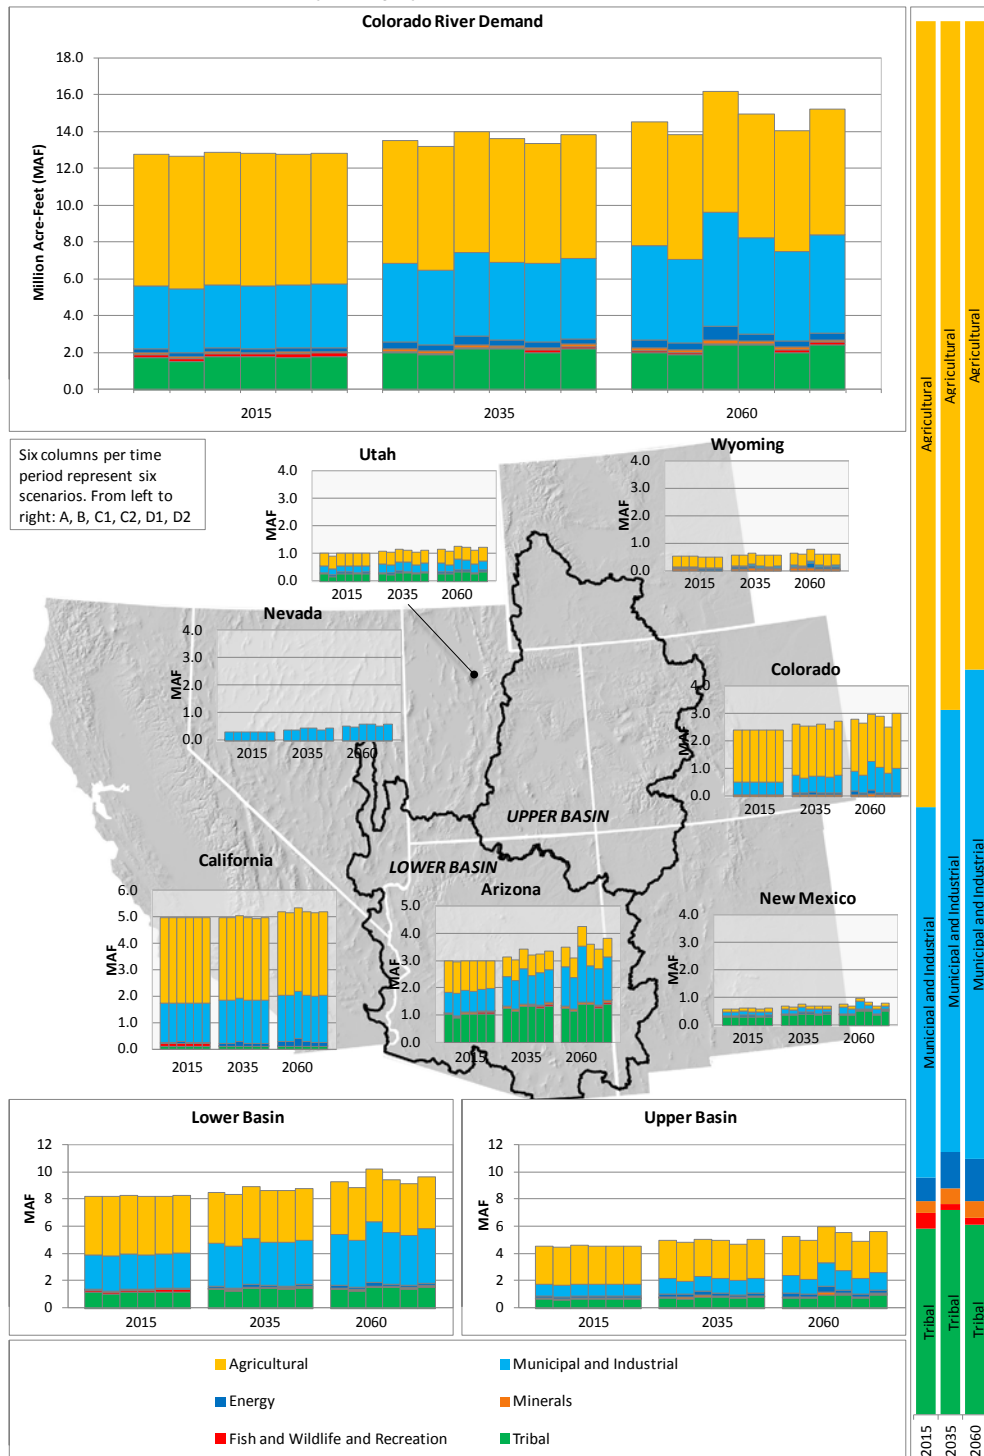 Colorado River Demand
Million Acre-Feet (MAF)
18.0
16.0
14.0
12.0
10.0
8.0
6.0
4.0
2.0
0.0
2015
2035
2060
Six columns per time
period represent six
scenarios. From left to
right: A, B, C1, C2, D1, D2
Utah
MAF
4.0
3.0
2.0
1.0
0.0
2015
2035
2060
Wyoming
MAF
4.0
3.0
2.0
1.0
0.0
2015
2035
2060
Nevada
MAF
4.0
3.0
2.0
1.0
0.0
2015
2035
2060
Colorado
MAF
4.0
3.0
2.0
1.0
0.0
2015
2035
2060
UPPER BASIN
LOWER BASIN
California
MAF
6.0
5.0
4.0
3.0
2.0
1.0
0.0
2015
2035
2060
Arizona
MAF
5.0
4.0
3.0
2.0
1.0
0.0
2015
2035
2060
New Mexico
MAF
4.0
3.0
2.0
1.0
0.0
2015
2035
2060
Lower Basin
MAF
12
10
8
6
4
2
0
2015
2035
2060
Upper Basin
MAF
12
10
8
6
4
2
0
2015
2035
2060
Agricultural
Municipal and Industrial
Energy
Minerals
Fish and Wildlife and Recreation
Tribal
Agricultural
Municipal and Industrial
Tribal
2015
Agricultural
Municipal and Industrial
Tribal
2035
Agricultural
Municipal and Industrial
Tribal
2060